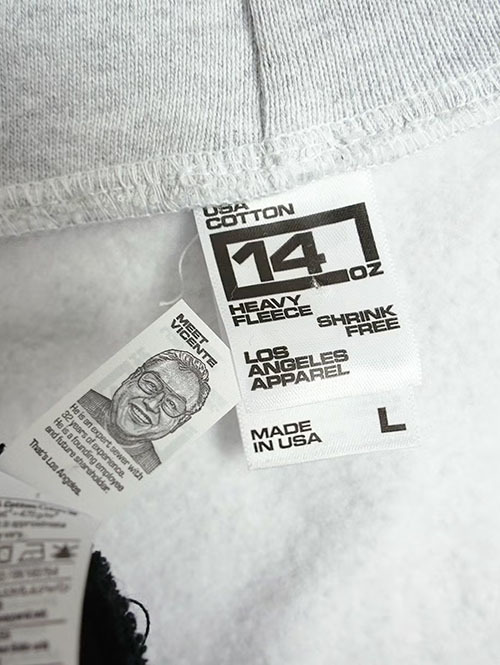 USA
COTTON
14
OZ
HEAVY
FLEECE
SHRINK
FREE
LOS
ANGELES
APPAREL
MADE
IN USA
L
MEET
VICENTE
He is an expert sewer with
32 years of experience.
He is a founding employee
and future shareholder.
That's Los Angeles.